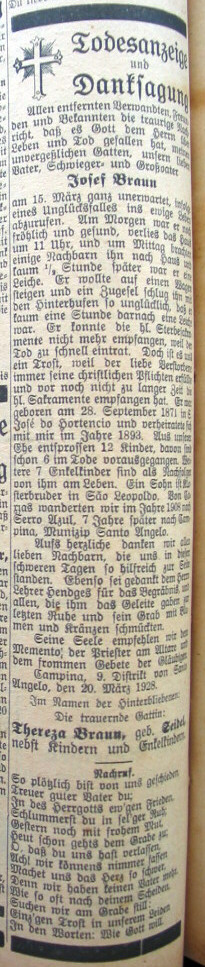 Todesanzeige
und
Danksagung
Allen entfernten Verwandten, Freun-
den und Bekannten die traurige Nach-
richt, daß es Gott dem Herrn über
Leben und Tod gefallen hat, meinen
unvergeßlichen Gatten, unsern lieben
Vater, Schwieger- und Großvater
Josef Braun
am 15. März ganz unerwartet, infolge
eines Unglücksfalles ins ewige Leben
abzurufen. Am Morgen war er noch
fröhlich und gesund, verließ das Haus
um 11 Uhr, und um Mittag brachten
einige Nachbarn ihn nach Haus und
kaum ½ Stunde später war er eine
Leiche. Er wollte auf einen Wagen
steigen und ein Zugesel schlug ihn mit
den Hinterhufen so unglücklich, daß er
kaum eine Stunde darnach eine Leiche
war. Er konnte die hl. Sterbesakra-
mente nicht mehr empfangen, weil der
Tod zu schnell eintrat. Doch ist es uns
ein Trost, weil der liebe Verstorbene
immer seine christlichen Pflichten erfüllte
und vor noch nicht zu langer Zeit die
hl. Sakramente empfangen hat. Er war
geboren am 28. September 1871 in S.
José do Hortencio und verheiratete sich
mit mir im Jahre 1893. Aus unserer
Ehe entsprossen 12 Kinder, davon sind
schon 6 im Tode vorausgegangen. Wei-
tere 7 Enkelkinder sind als Nachlaß
von ihm am Leben. Ein Sohn ist Klo-
sterbruder in São Leopoldo. Von
wanderten wir im Jahre 1908 nach
Serro Azul, 7 Jahre später nach Cam-
pina, Munizip Santo Angelo.
Aufs herzliche danken wir allen
lieben Nachbarn, die uns in diesen
schweren Tagen so hilfreich zur Seite
standen. Ebenso sei gedankt dem Herrn
Lehrer Hendges für das Begräbnis, und
allen, die ihm das Geleite gaben zur
letzten Ruhe und sein Grab mit Blu-
men und Kränzen schmückten.
Seine Seele empfehlen wir dem
Memento der Priester am Altare und
dem frommen Gebete der Gläubigen.
Campina, 9. Distrikt von Santo
Angelo, den 20. März 1928.
Im Namen der Hinterbliebenen:
Die trauernde Gattin:
Thereza Braun, geb. Seidel,
nebst Kindern und Enkelkindern.
Nachruf.
So plötzlich bist von uns geschieden
Treuer guter Vater du;
In des Herrgotts ew'gen Frieden,
Schlummerst du in sel'ger Ruh,
Gestern noch mit frohem Mut,
Heut schon gehts dem Grabe zu;
O, daß du uns hast verlassen,
Ach! wir können's nimmer fassen
Machet uns das Herz so schwer.
Denn wir haben keinen Vater mehr.
Wie so oft nach deinem Scheiden.
Suchen wir am Grabe still:
Einz'gen Trost in unserem Leiden
In den Worten: Wie Gott will.